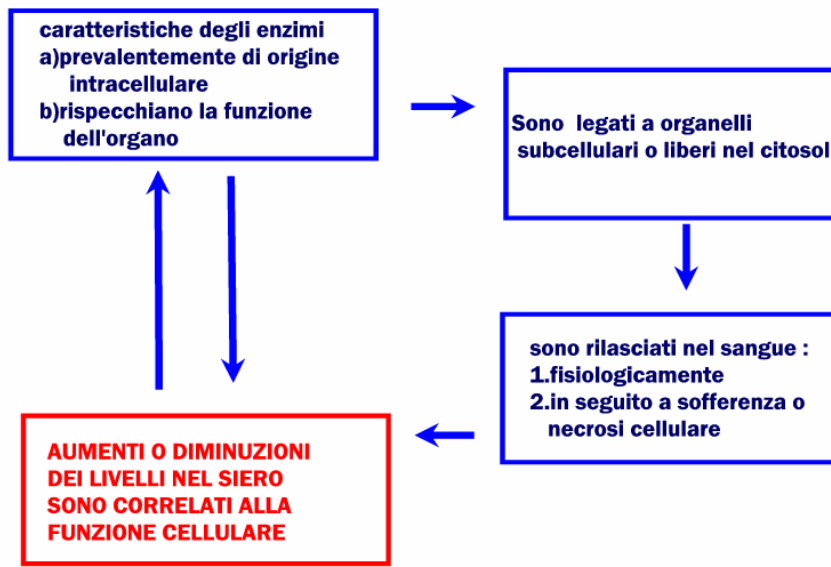 caratteristiche degli enzimi
a)prevalentemente di origine
intracellulare
b)rispecchiano la funzione
dell'organo
Sono legati a organelli
subcellulari o liberi nel citosol
sono rilasciati nel sangue :
1.fisiologicamente
2.in seguito a sofferenza o
necrosi cellulare
AUMENTI O DIMINUZIONI
DEI LIVELLI NEL SIERO
SONO CORRELATI ALLA
FUNZIONE CELLULARE